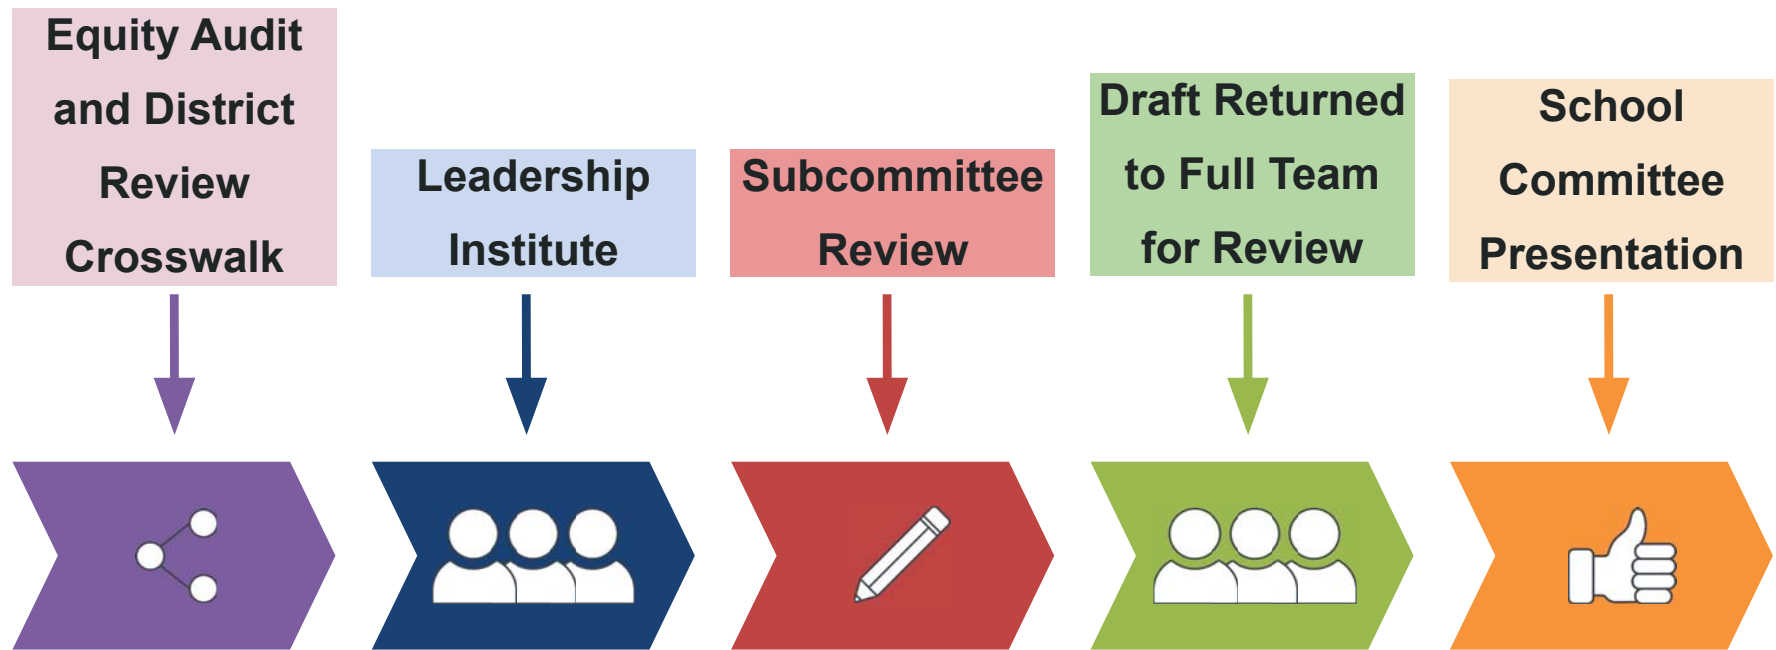 Equity Audit
and District
Review
Crosswalk
Leadership
Institute
Subcommittee
Review
Draft Returned
to Full Team
for Review
School
Committee
Presentation